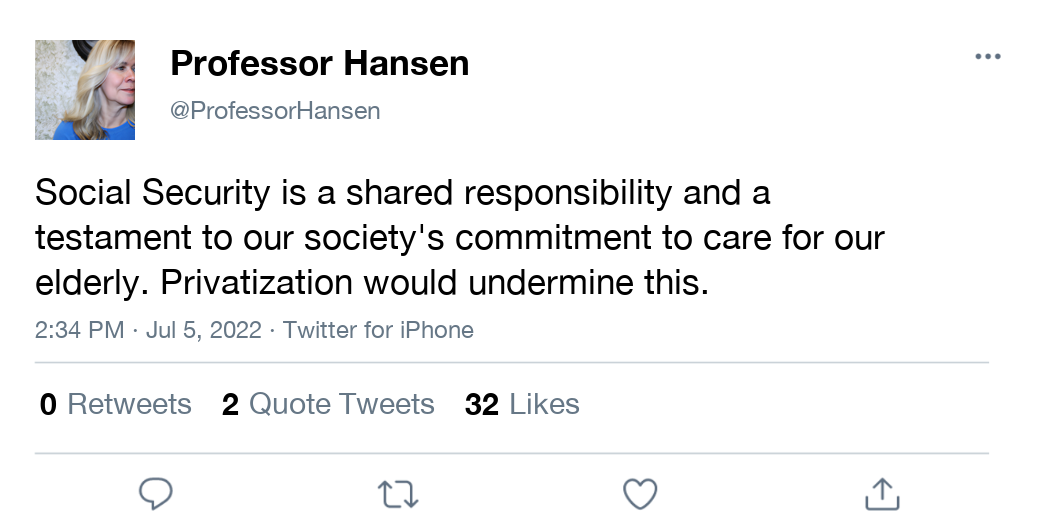 Professor Hansen
@ProfessorHansen
Social Security is a shared responsibility and a
testament to our society's commitment to care for our
elderly. Privatization would undermine this.
2:34 PM · Jul 5, 2022 · Twitter for iPhone
0 Retweets 2 Quote Tweets 32 Likes